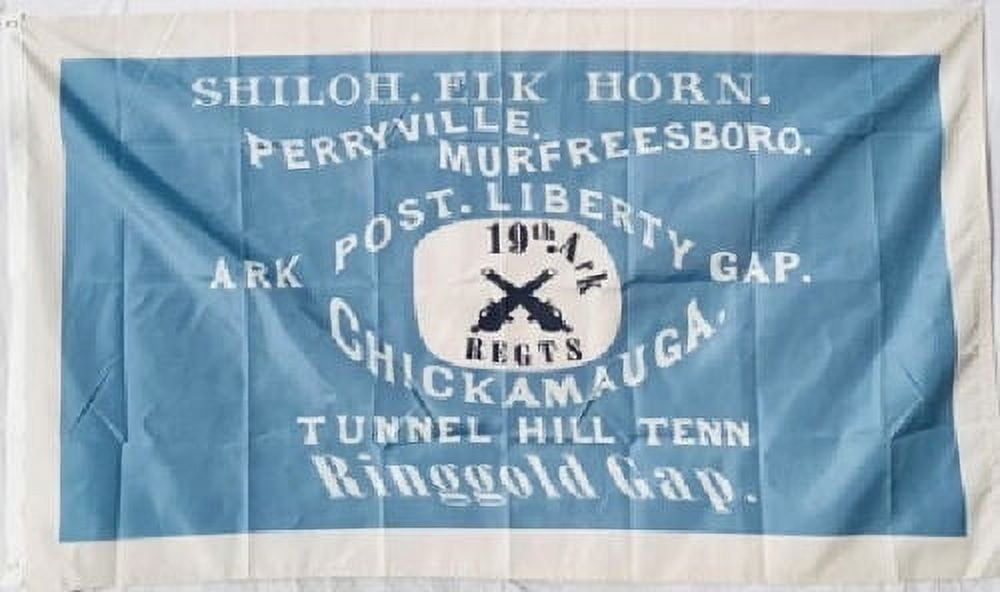 SHILOH. ELK HORN.
PERRYVILLE.
MURFREESBORO.
ARK POST. LIBERTY GAP.
19th. Ark
REGTS
CHICKAMAUGA.
TUNNEL HILL TENN
Ringgold Gap.